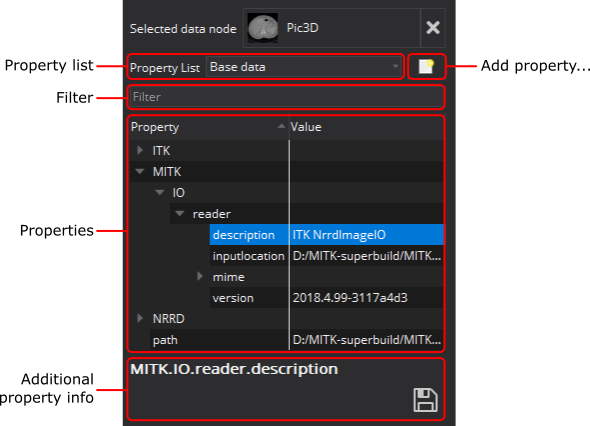 Selected data node Pic3D
Property list
Property List Base data
Add property...
Filter
Filter
Property Value
ITK
MITK
IO
reader
Properties
description ITK NrrdImageIO
inputlocation D:/MITK-superbuild/MITK...
mime
version 2018.4.99-3117a4d3
NRRD
path D:/MITK-superbuild/MITK...
MITK.IO.reader.description
Additional
property info